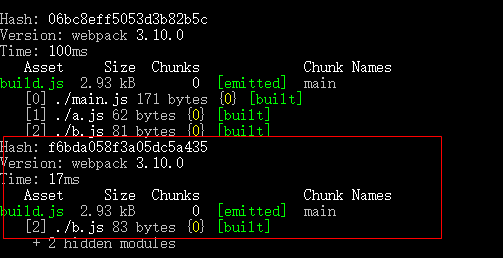 Hash: 06bc8eff5053d3b82b5c
Version: webpack 3.10.0
Time: 100ms
Asset Size Chunks Chunk Names
build.js 2.93 kB 0 [emitted] main
[0] ./main.js 171 bytes {0} [built]
[1] ./a.js 62 bytes {0} [built]
[2] ./b.js 81 bytes {0} [built]
Hash: f6bda058f3a05dc5a435
Version: webpack 3.10.0
Time: 17ms
Asset Size Chunks Chunk Names
build.js 2.93 kB 0 [emitted] main
[2] ./b.js 83 bytes {0} [built]
+ 2 hidden modules